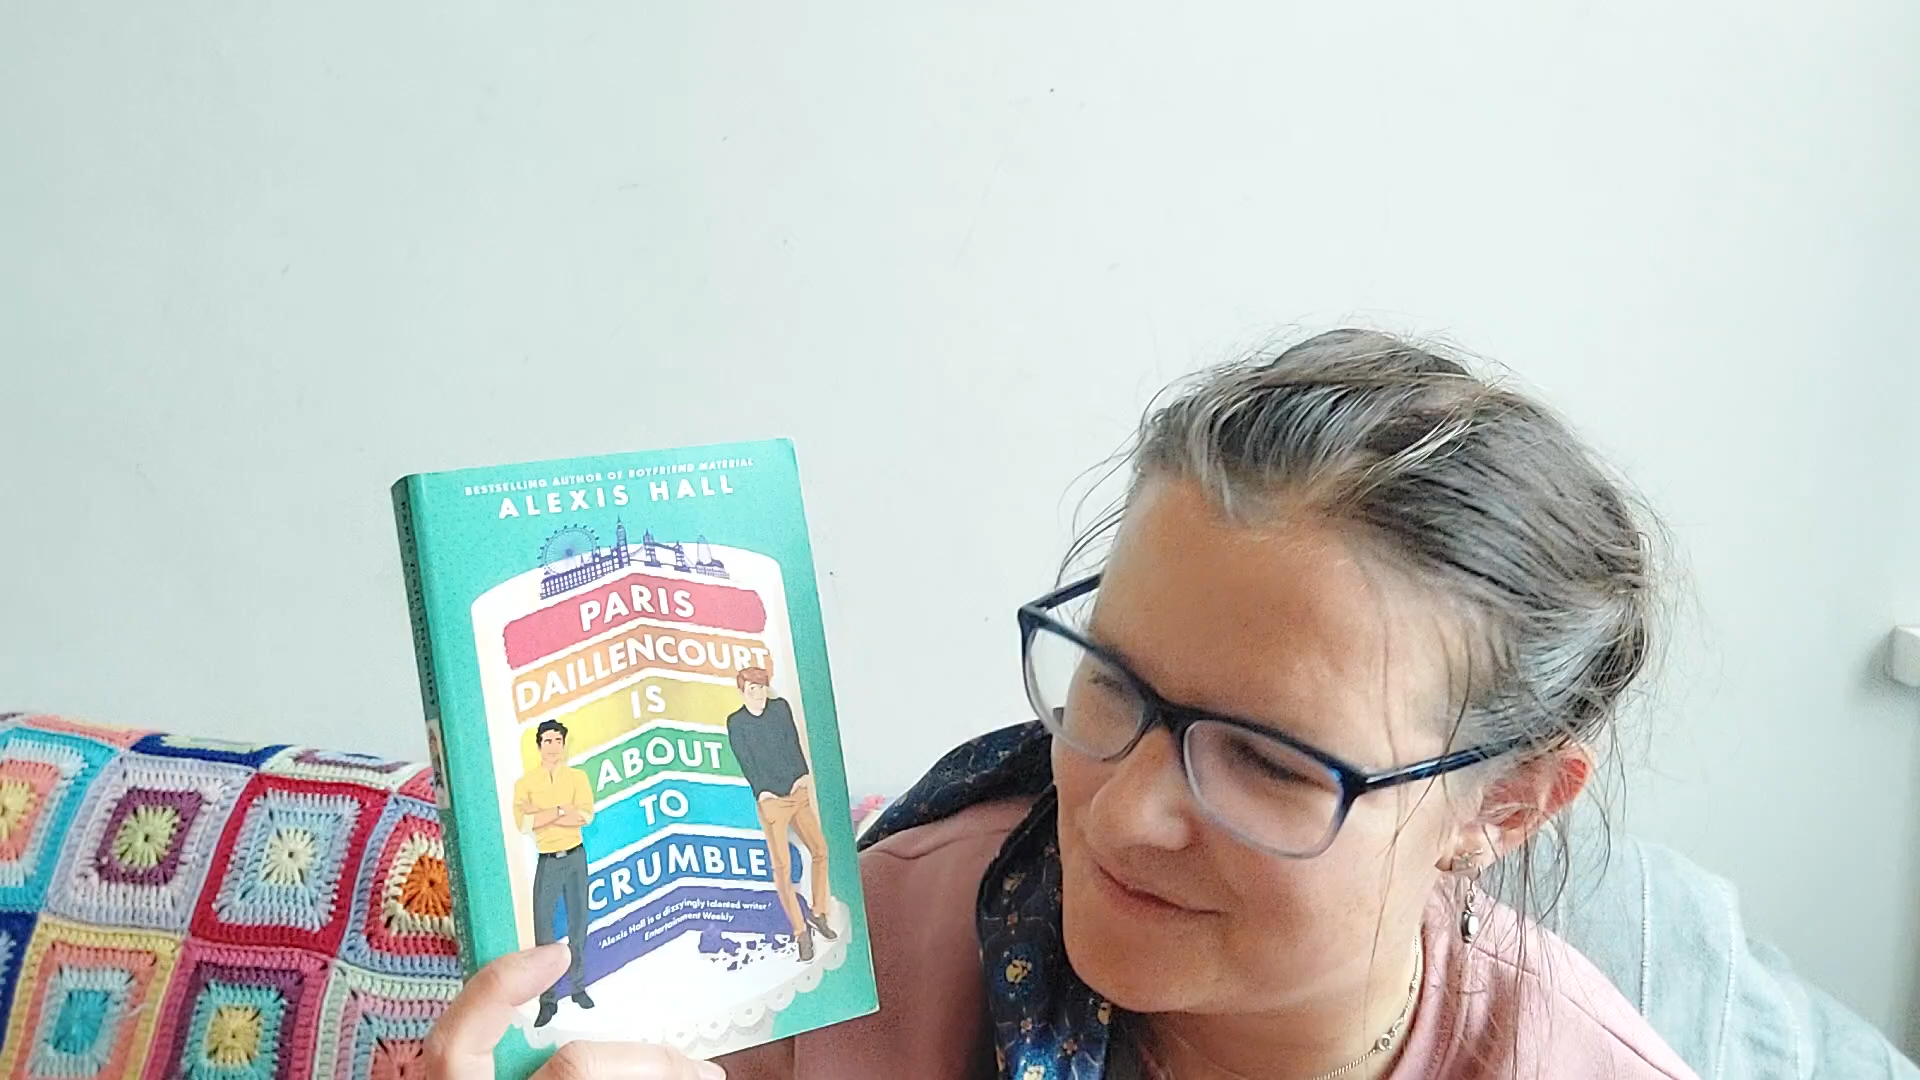 BESTSELLING AUTHOR OF BOYFRIEND MATERIAL
ALEXIS HALL
PARIS
DAILLENCOURT
IS
ABOUT
TO
CRUMBLE
'Alexis Hall is a dizzyingly talented writer.'
Entertainment Weekly